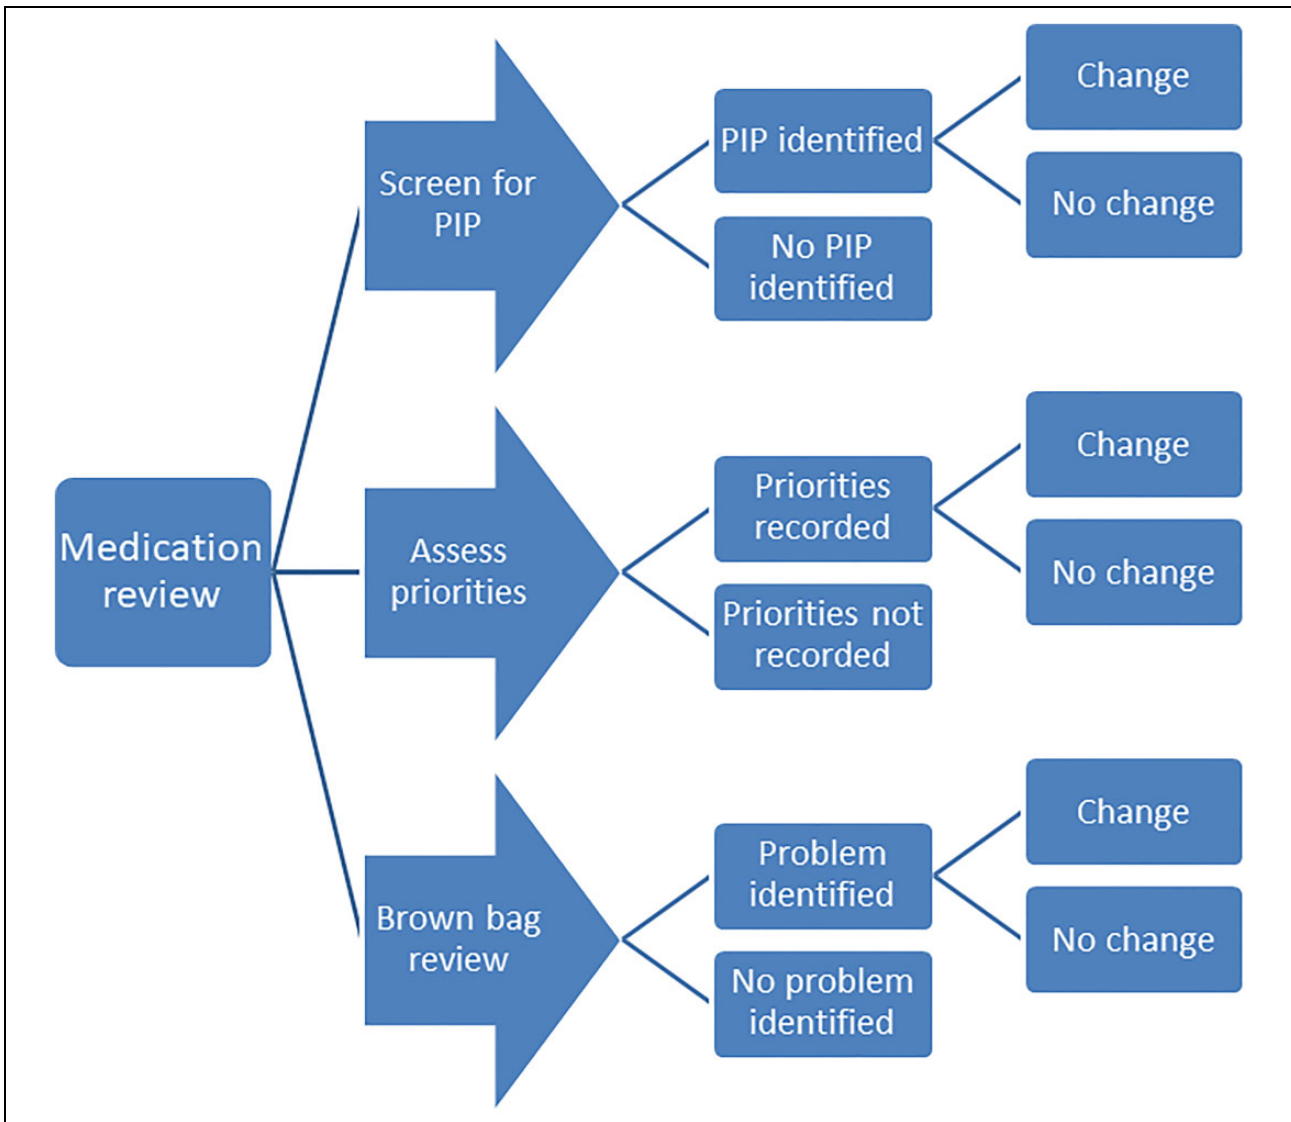 Medication
review
Screen for
PIP
PIP identified
Change
No change
No PIP
identified
Assess
priorities
Priorities
recorded
Change
No change
Priorities not
recorded
Brown bag
review
Problem
identified
Change
No change
No problem
identified